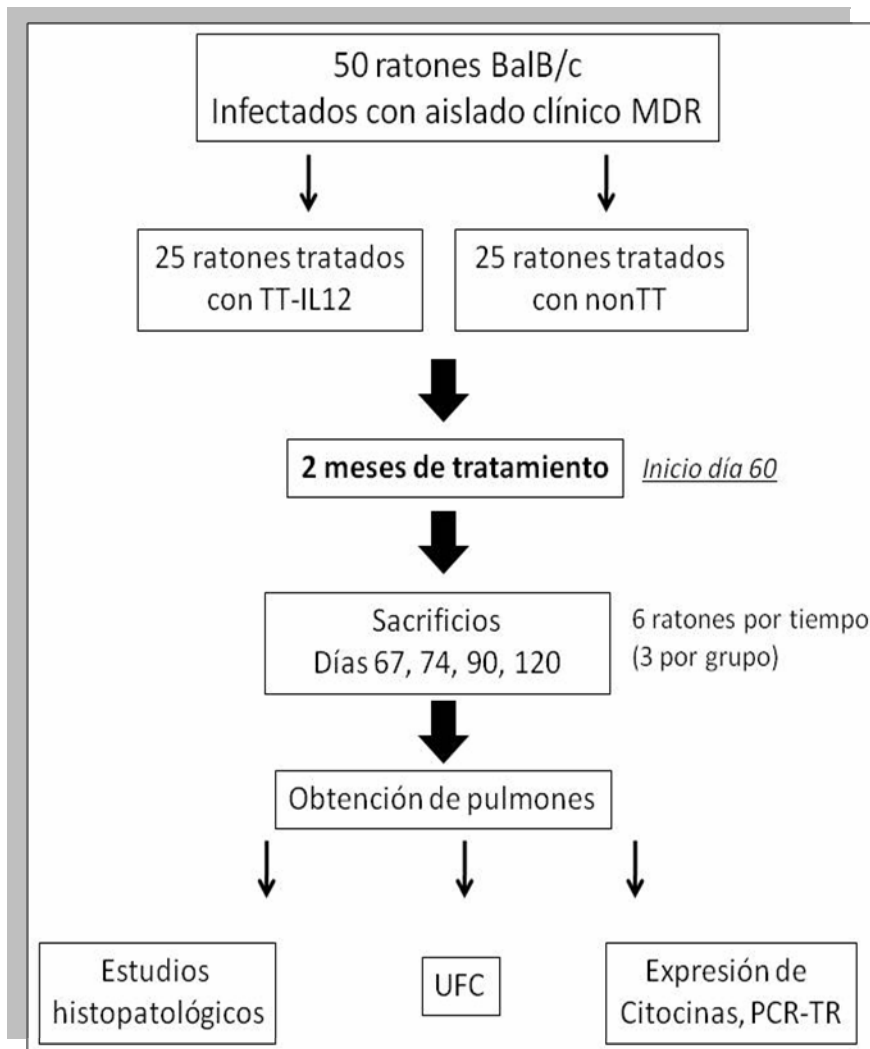 50 ratones BalB/c
Infectados con aislado clínico MDR
25 ratones tratados
con TT-IL12
25 ratones tratados
con nonTT
2 meses de tratamiento
Inicio día 60
Sacrificios
Días 67, 74, 90, 120
6 ratones por tiempo
(3 por grupo)
Obtención de pulmones
Estudios
histopatológicos
UFC
Expresión de
Citocinas, PCR-TR